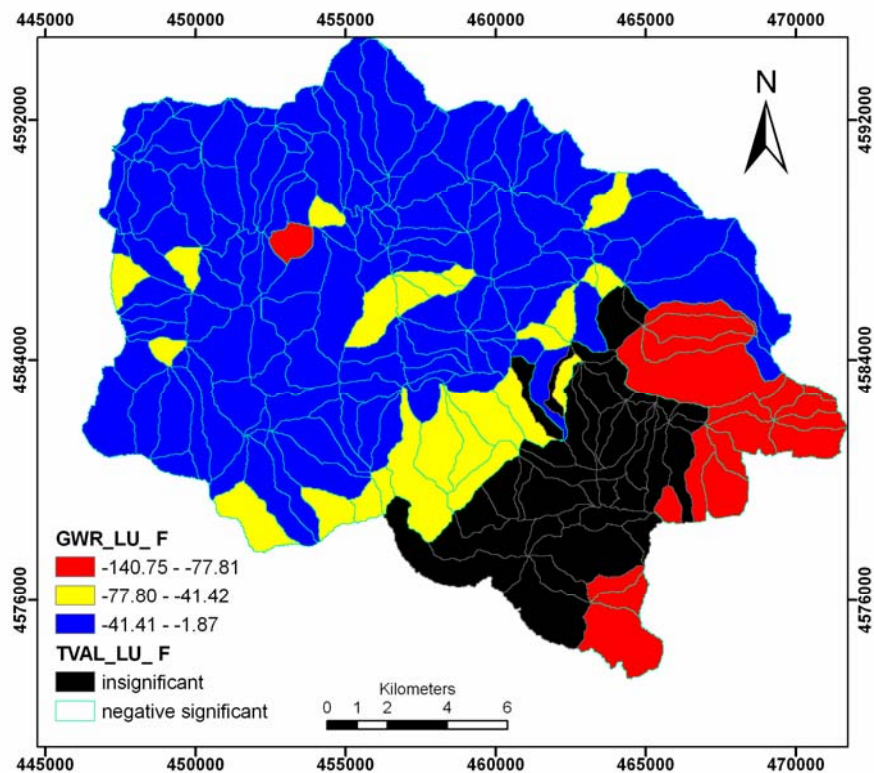 445000 450000 455000 460000 465000 470000
N
4592000 4592000
4584000 4584000
4576000 4576000
GWR_LU_ F
-140.75 - -77.81
-77.80 - -41.42
-41.41 - -1.87
TVAL_LU_ F
insignificant
negative significant
Kilometers
0 1 2 4 6
445000 450000 455000 460000 465000 470000